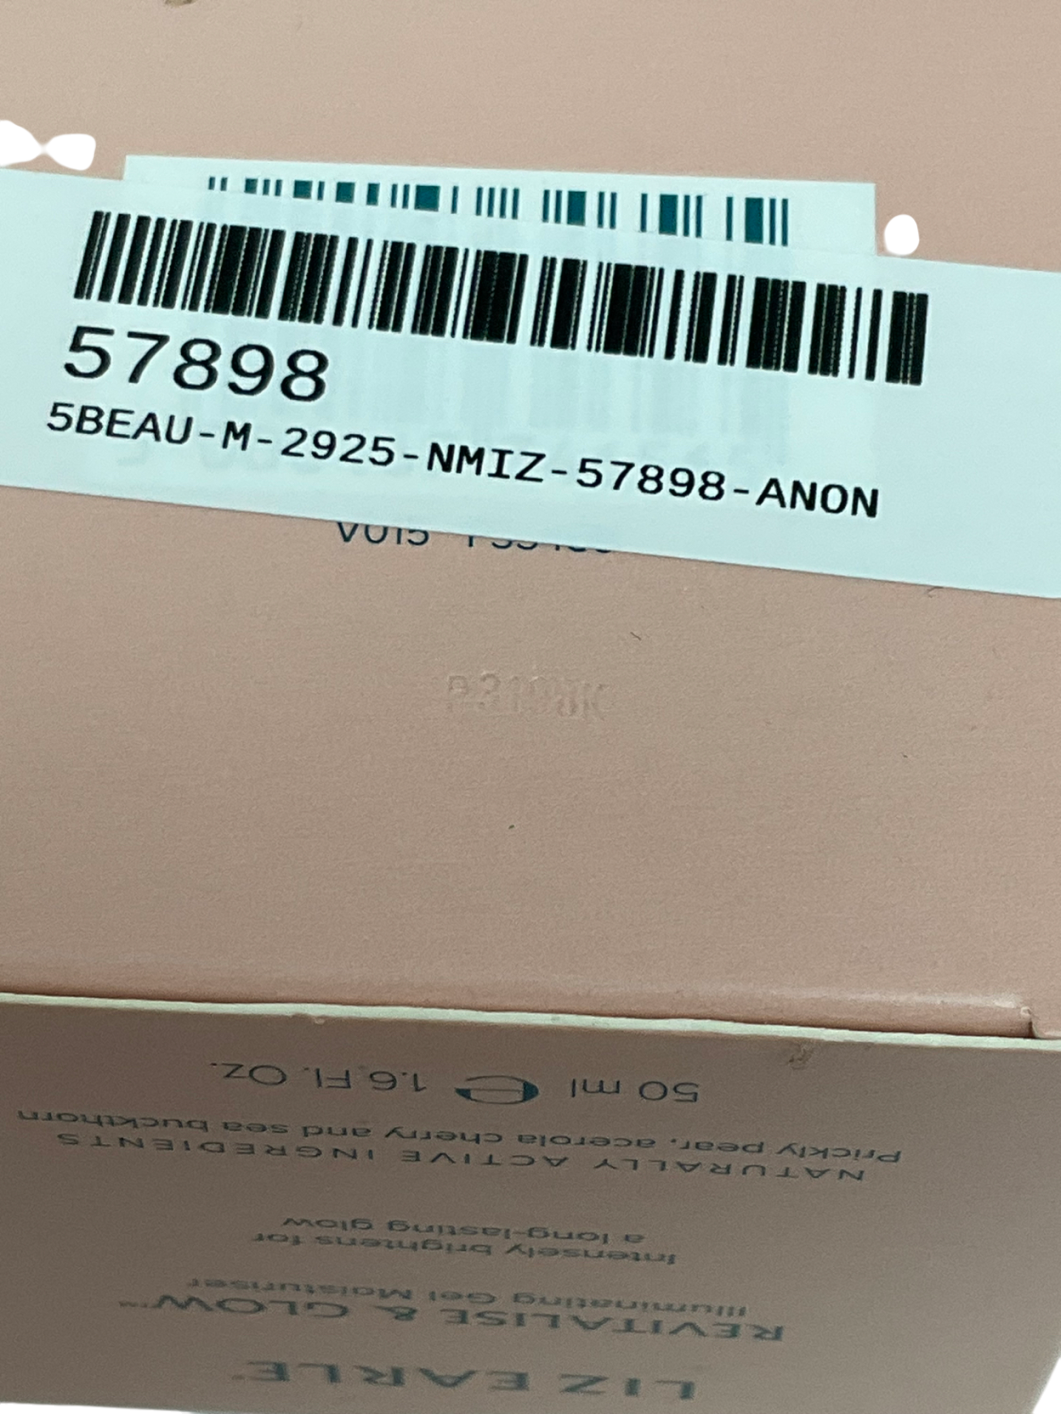 57898
5BEAU-M-2925-NMIZ-57898-ANON
V015
LIZ EARLE
REVITALISE & GLOW™
Illuminating Gel Moisturiser
Intensely brightens for
a long-lasting glow
NATURALLY ACTIVE INGREDIENTS
Prickly pear, acerola cherry and sea buckthorn
50 ml ℮ 1.6 Fl. Oz.